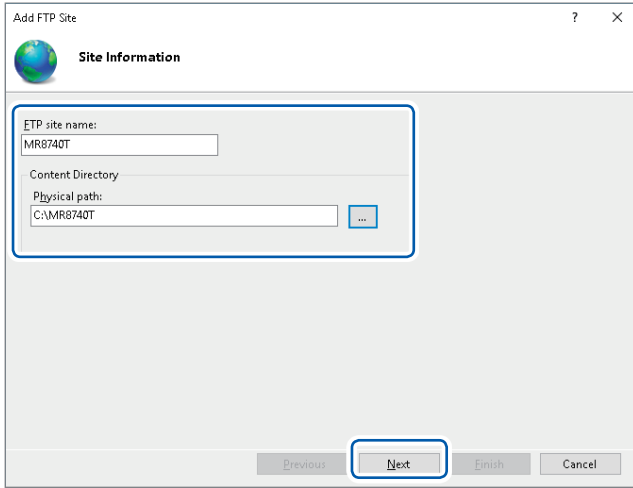 Add FTP Site
?
Site Information
FTP site name:
MR8740T
Content Directory
Physical path:
C:\MR8740T
...
Previous
Next
Finish
Cancel